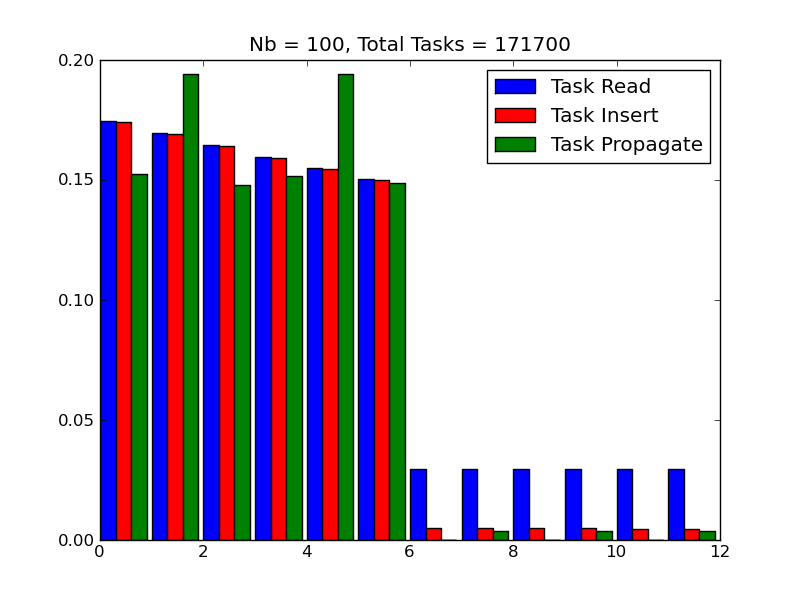 Nb = 100, Total Tasks = 171700
0.20
0.15
0.10
0.05
0.00
Task Read
Task Insert
Task Propagate
0 2 4 6 8 10 12